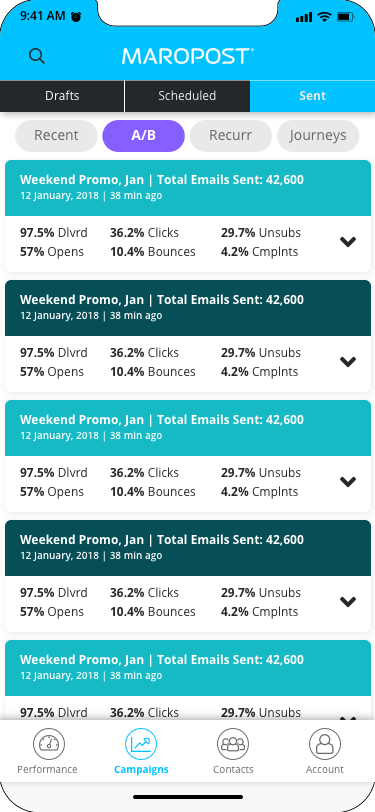 9:41 AM
MAROPOST
Drafts Scheduled Sent
Recent A/B Recurr Journeys
Weekend Promo, Jan | Total Emails Sent: 42,600
12 January, 2018 | 38 min ago
97.5% Dlvrd 36.2% Clicks 29.7% Unsubs
57% Opens 10.4% Bounces 4.2% Cmplnts
Weekend Promo, Jan | Total Emails Sent: 42,600
12 January, 2018 | 38 min ago
97.5% Dlvrd 36.2% Clicks 29.7% Unsubs
57% Opens 10.4% Bounces 4.2% Cmplnts
Weekend Promo, Jan | Total Emails Sent: 42,600
12 January, 2018 | 38 min ago
97.5% Dlvrd 36.2% Clicks 29.7% Unsubs
57% Opens 10.4% Bounces 4.2% Cmplnts
Weekend Promo, Jan | Total Emails Sent: 42,600
12 January, 2018 | 38 min ago
97.5% Dlvrd 36.2% Clicks 29.7% Unsubs
57% Opens 10.4% Bounces 4.2% Cmplnts
Weekend Promo, Jan | Total Emails Sent: 42,600
12 January, 2018 | 38 min ago
97.5% Dlvrd 36.2% Clicks 29.7% Unsubs
Performance Campaigns Contacts Account